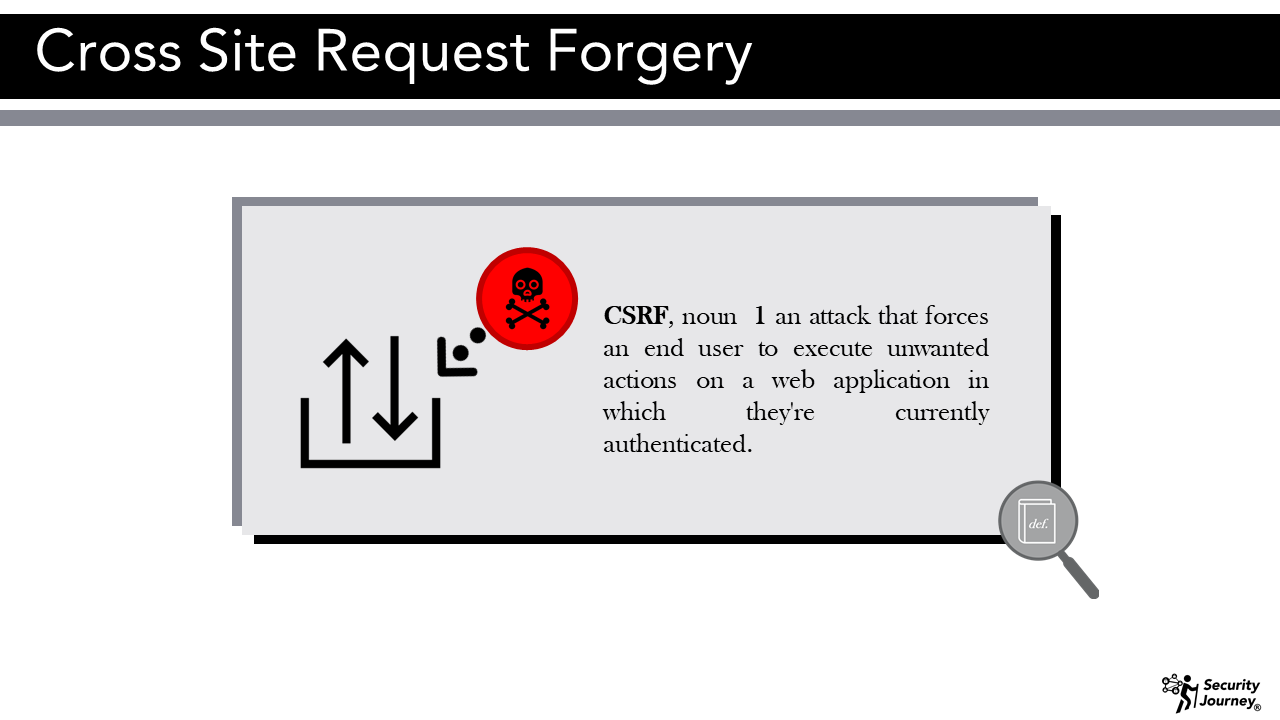 Cross Site Request Forgery
CSRF, noun 1 an attack that forces
an end user to execute unwanted
actions on a web application in
which they're currently
authenticated.
def.
Security
Journey®